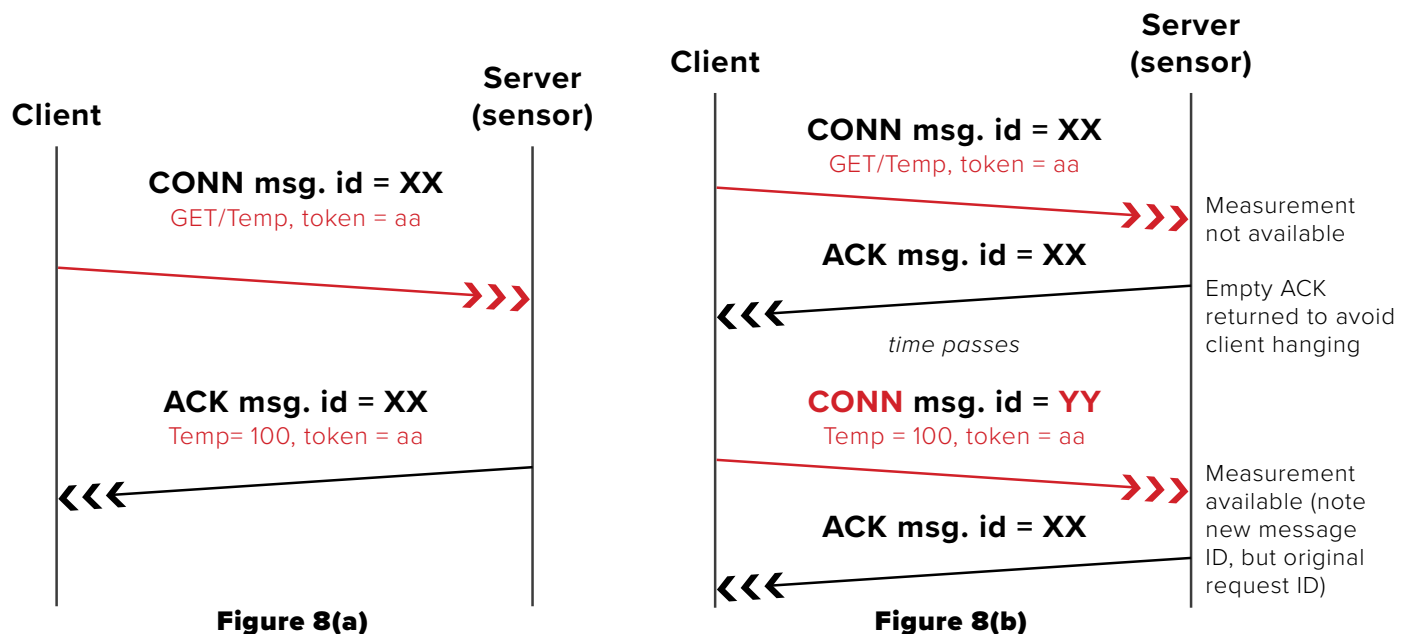 Client
Server
(sensor)
CONN msg. id = XX
GET/Temp, token = aa
ACK msg. id = XX
Temp= 100, token = aa
Figure 8(a)
Client
Server
(sensor)
CONN msg. id = XX
GET/Temp, token = aa
Measurement
not available
ACK msg. id = XX
Empty ACK
returned to avoid
client hanging
time passes
CONN msg. id = YY
Temp = 100, token = aa
Measurement
available (note
new message
ID, but original
request ID)
ACK msg. id = XX
Figure 8(b)